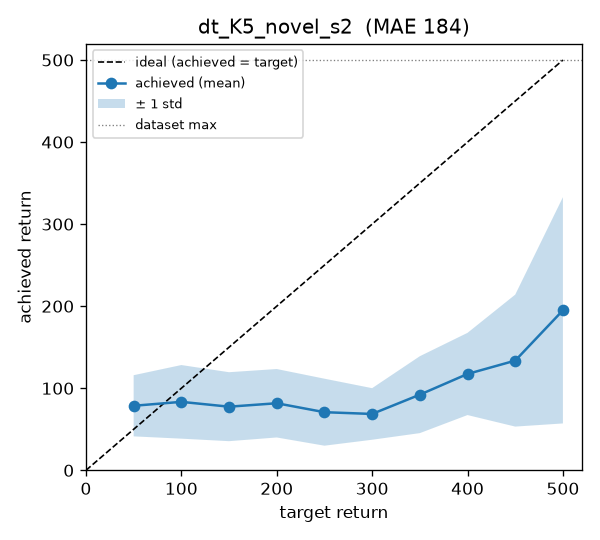 dt_K5_novel_s2  (MAE 184)
ideal (achieved = target)
achieved (mean)
± 1 std
dataset max
500
400
300
200
100
0
achieved return
0 100 200 300 400 500
target return